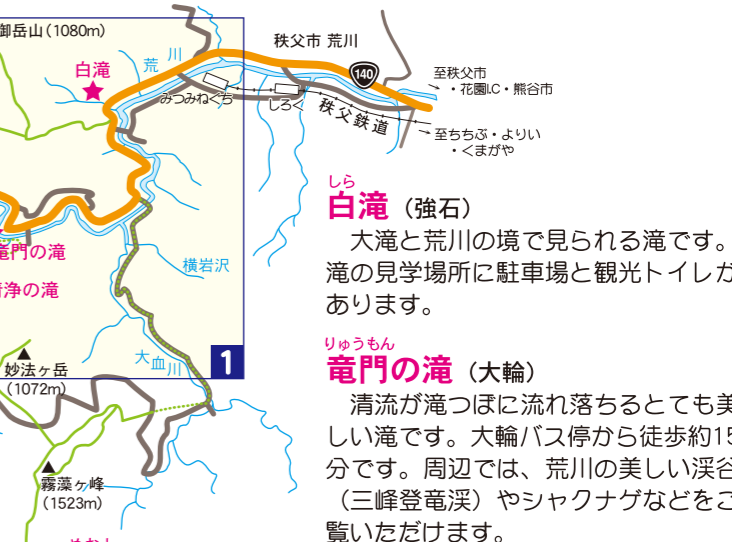 御岳山(1080m)
白滝
荒川
秩父市 荒川
140
至秩父市
・花園I.C・熊谷市
みつみねぐち
しろく
秩父鉄道
至ちちぶ・よりい
・くまがや
竜門の滝
清浄の滝
横岩沢
大血川
1
妙法ヶ岳
(1072m)
霧藻ヶ峰
(1523m)
しら
白滝（強石）
大滝と荒川の境で見られる滝です。
滝の見学場所に駐車場と観光トイレが
あります。
りゅうもん
竜門の滝（大輪）
清流が滝つぼに流れ落ちるとても美
しい滝です。大輪バス停から徒歩約15
分です。周辺では、荒川の美しい渓谷
（三峰登竜渓）やシャクナゲなどをご
覧いただけます。